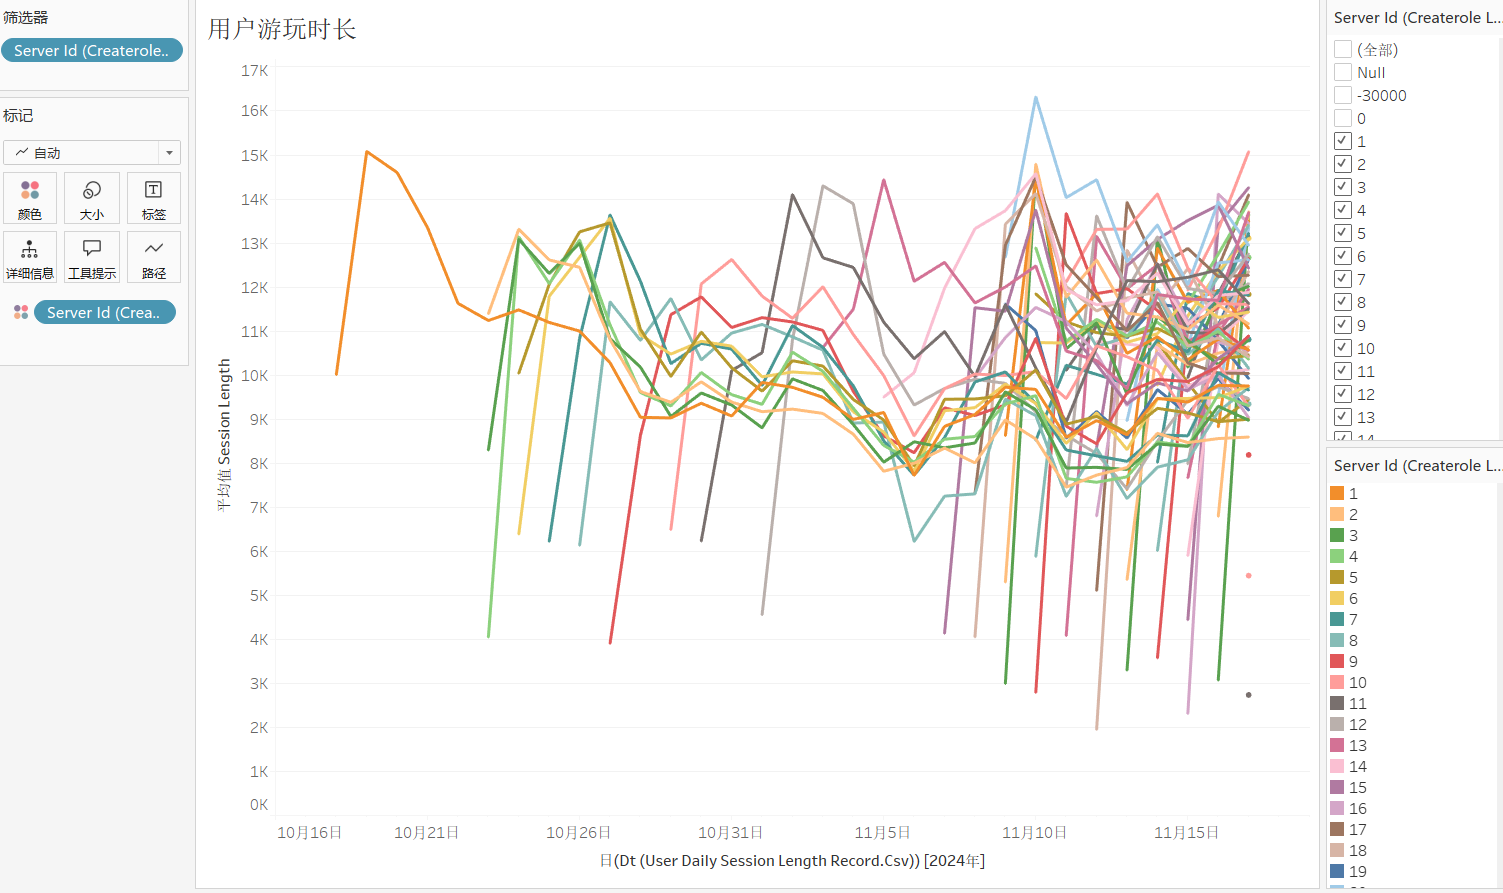 筛选器
Server Id (Createrole..
标记
自动
颜色
大小
标签
详细信息
工具提示
路径
Server Id (Crea..
用户游玩时长
17K
16K
15K
14K
13K
12K
11K
10K
9K
8K
7K
6K
5K
4K
3K
2K
1K
0K
平均值 Session Length
10月16日
10月21日
10月26日
10月31日
11月5日
11月10日
11月15日
日(Dt (User Daily Session Length Record.Csv)) [2024年]
Server Id (Createrole L...
(全部)
Null
-30000
0
1
2
3
4
5
6
7
8
9
10
11
12
13
14
Server Id (Createrole L...
1
2
3
4
5
6
7
8
9
10
11
12
13
14
15
16
17
18
19